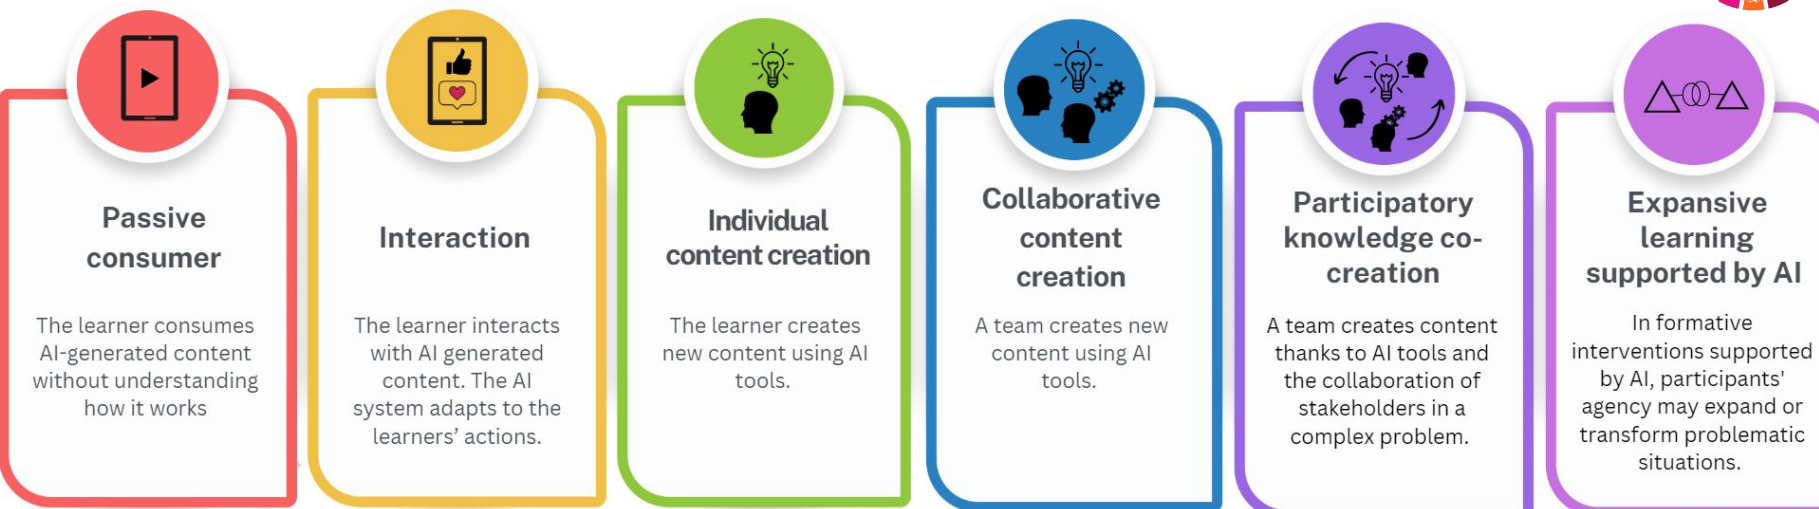 Passive
consumer
The learner consumes
AI-generated content
without understanding
how it works
Interaction
The learner interacts
with AI generated
content. The AI
system adapts to the
learners’ actions.
Individual
content creation
The learner creates
new content using AI
tools.
Collaborative
content
creation
A team creates new
content using AI
tools.
Participatory
knowledge co-
creation
A team creates content
thanks to AI tools and
the collaboration of
stakeholders in a
complex problem.
Expansive
learning
supported by AI
In formative
interventions supported
by AI, participants'
agency may expand or
transform problematic
situations.